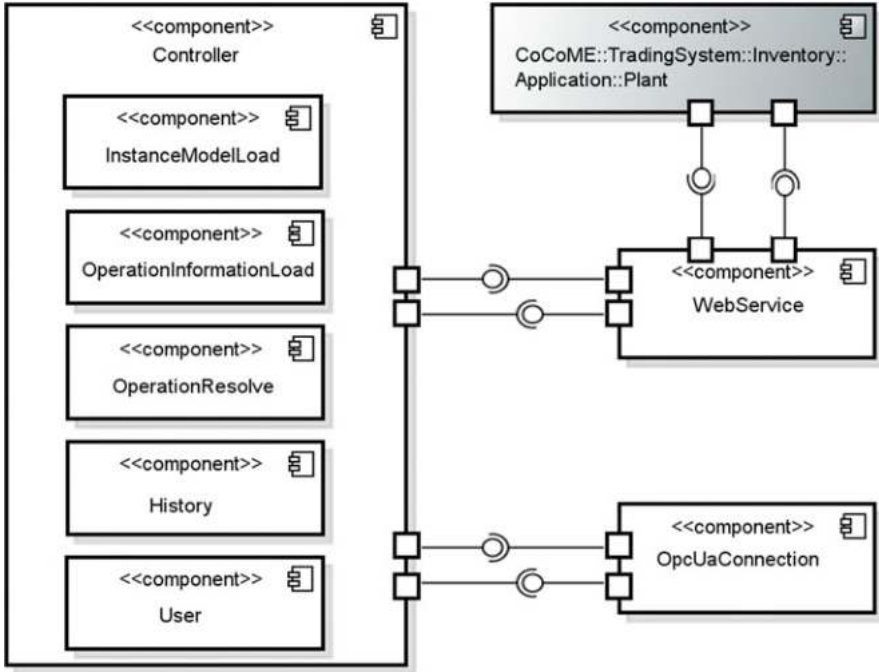 <<component>>
Controller
<<component>>
InstanceModelLoad
<<component>>
OperationInformationLoad
<<component>>
OperationResolve
<<component>>
History
<<component>>
User
<<component>>
CoCoME::TradingSystem::Inventory::
Application::Plant
<<component>>
WebService
<<component>>
OpcUaConnection